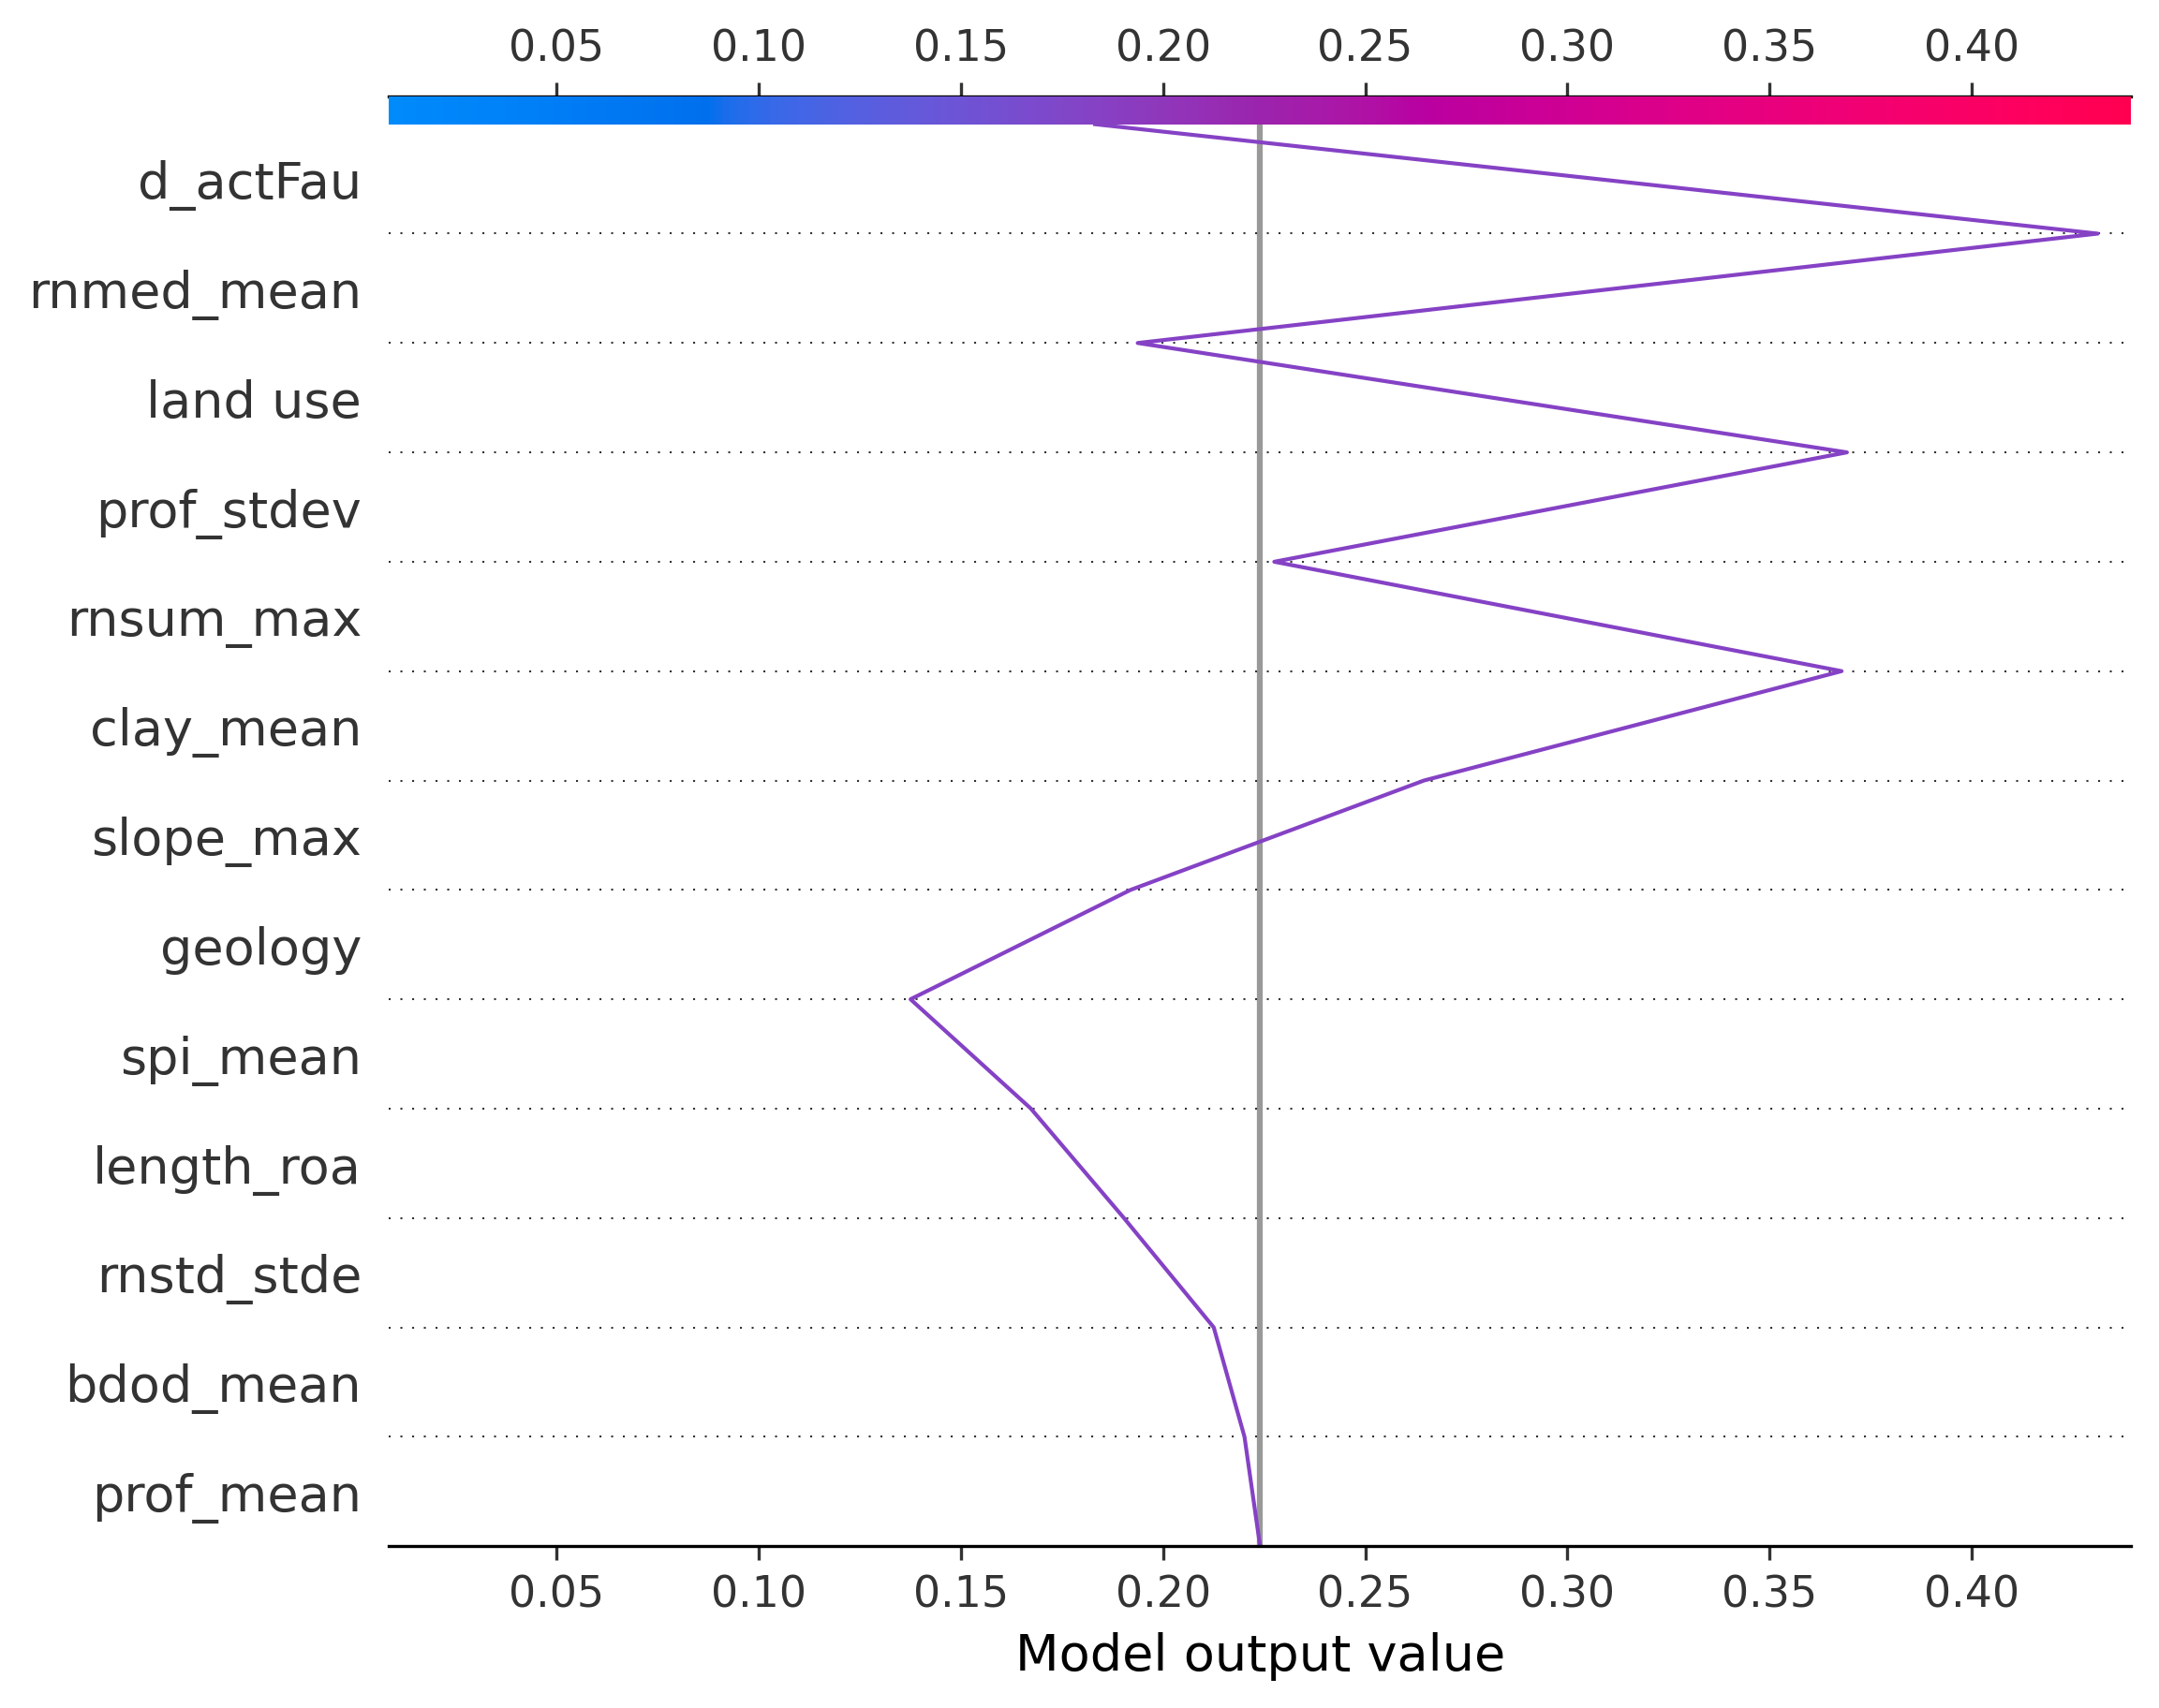 0.05 0.10 0.15 0.20 0.25 0.30 0.35 0.40
d_actFau
rnmed_mean
land use
prof_stdev
rnsum_max
clay_mean
slope_max
geology
spi_mean
length_roa
rnstd_stde
bdod_mean
prof_mean
0.05 0.10 0.15 0.20 0.25 0.30 0.35 0.40
Model output value